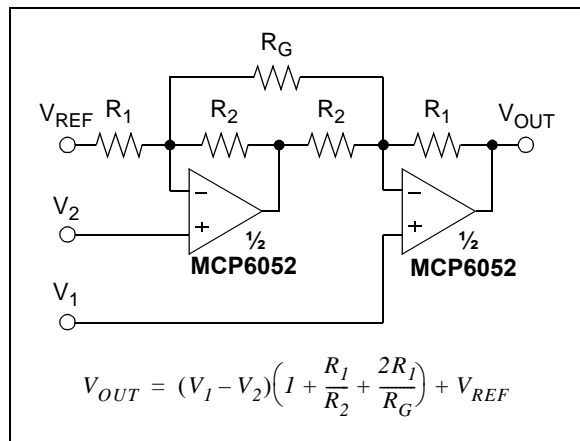 R_G
V_REF R_1 R_2 R_2 R_1 V_OUT
− −
V_2 + +
½ ½
MCP6052 MCP6052
V_1
V_OUT = (V_1 – V_2)(1 + R_1/R_2 + 2R_1/R_G) + V_REF